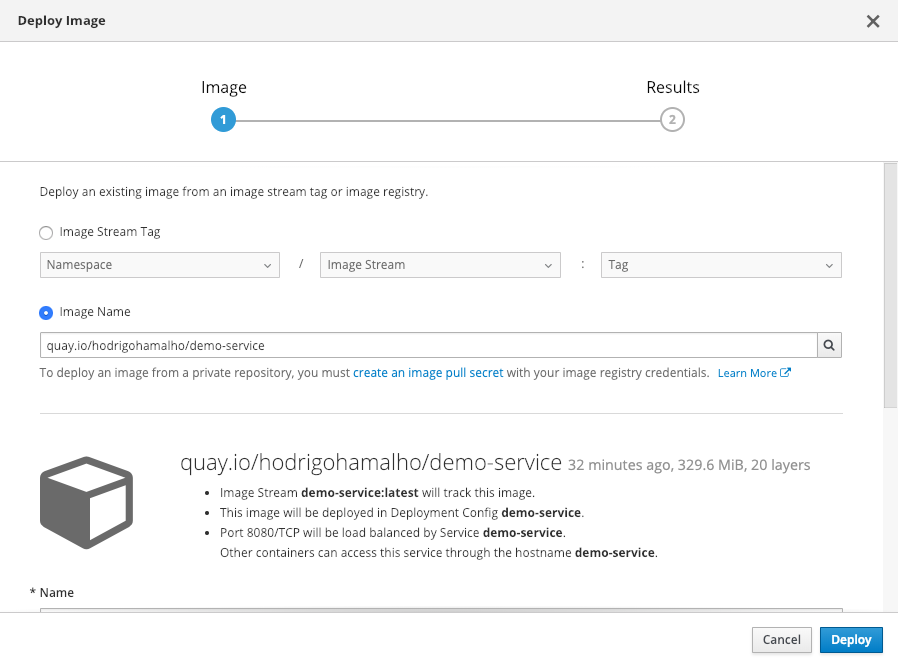 Deploy Image
Image
Results
1
2
Deploy an existing image from an image stream tag or image registry.
Image Stream Tag
Namespace / Image Stream : Tag
Image Name
quay.io/hodrigohamalho/demo-service
To deploy an image from a private repository, you must create an image pull secret with your image registry credentials. Learn More
quay.io/hodrigohamalho/demo-service 32 minutes ago, 329.6 MiB, 20 layers
• Image Stream demo-service:latest will track this image.
• This image will be deployed in Deployment Config demo-service.
• Port 8080/TCP will be load balanced by Service demo-service.
Other containers can access this service through the hostname demo-service.
* Name
Cancel Deploy